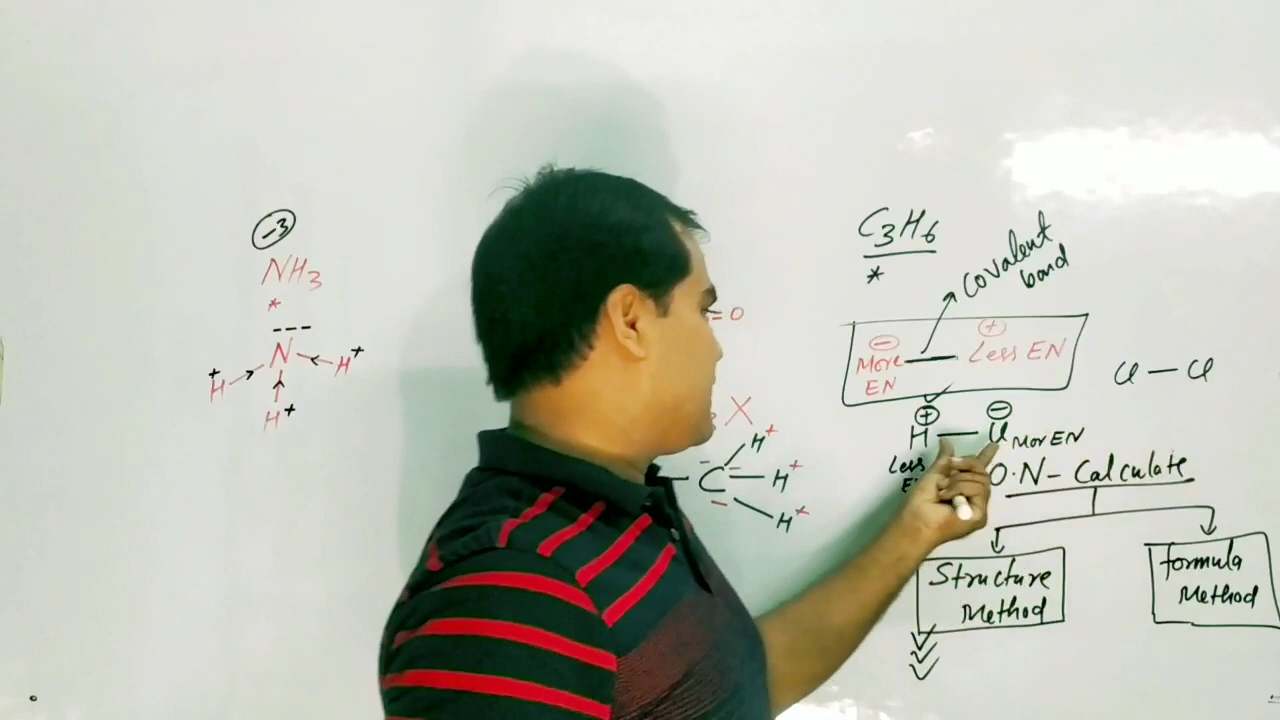 -3
NH3
*
---
N
+ H
H +
H +
= O
X
- C -
-
H +
H +
H +
C3H6
*
Covalent
bond
- +
More — Less EN
EN
+ -
H — Cl More EN
Less
Cl — Cl
O.N - Calculate
Structure
Method
formula
Method